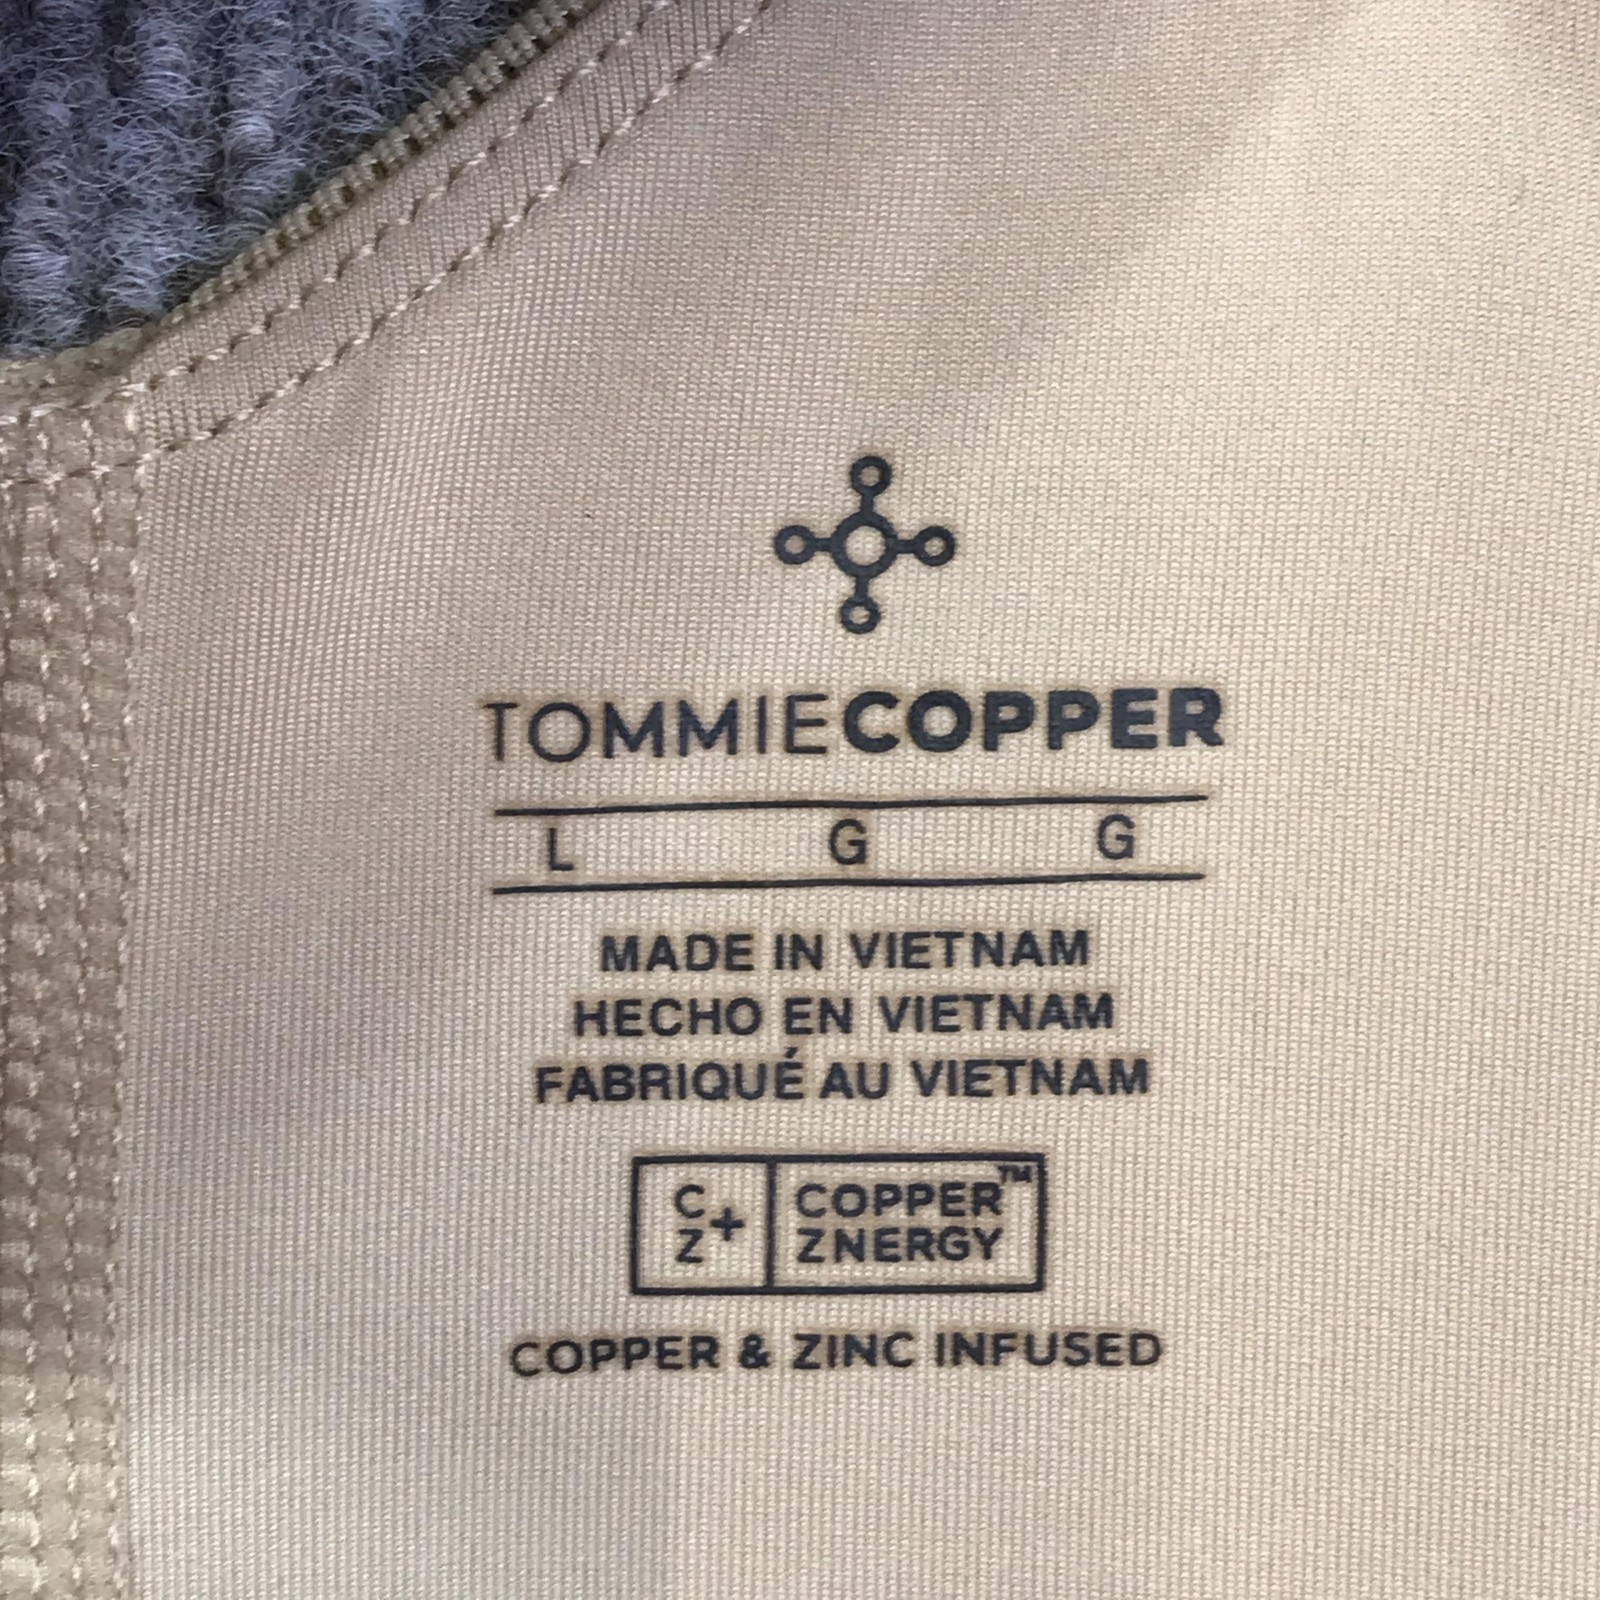 TOMMIECOPPER
L G G
MADE IN VIETNAM
HECHO EN VIETNAM
FABRIQUÉ AU VIETNAM
C
Z
+
COPPER™
ZNERGY
COPPER & ZINC INFUSED